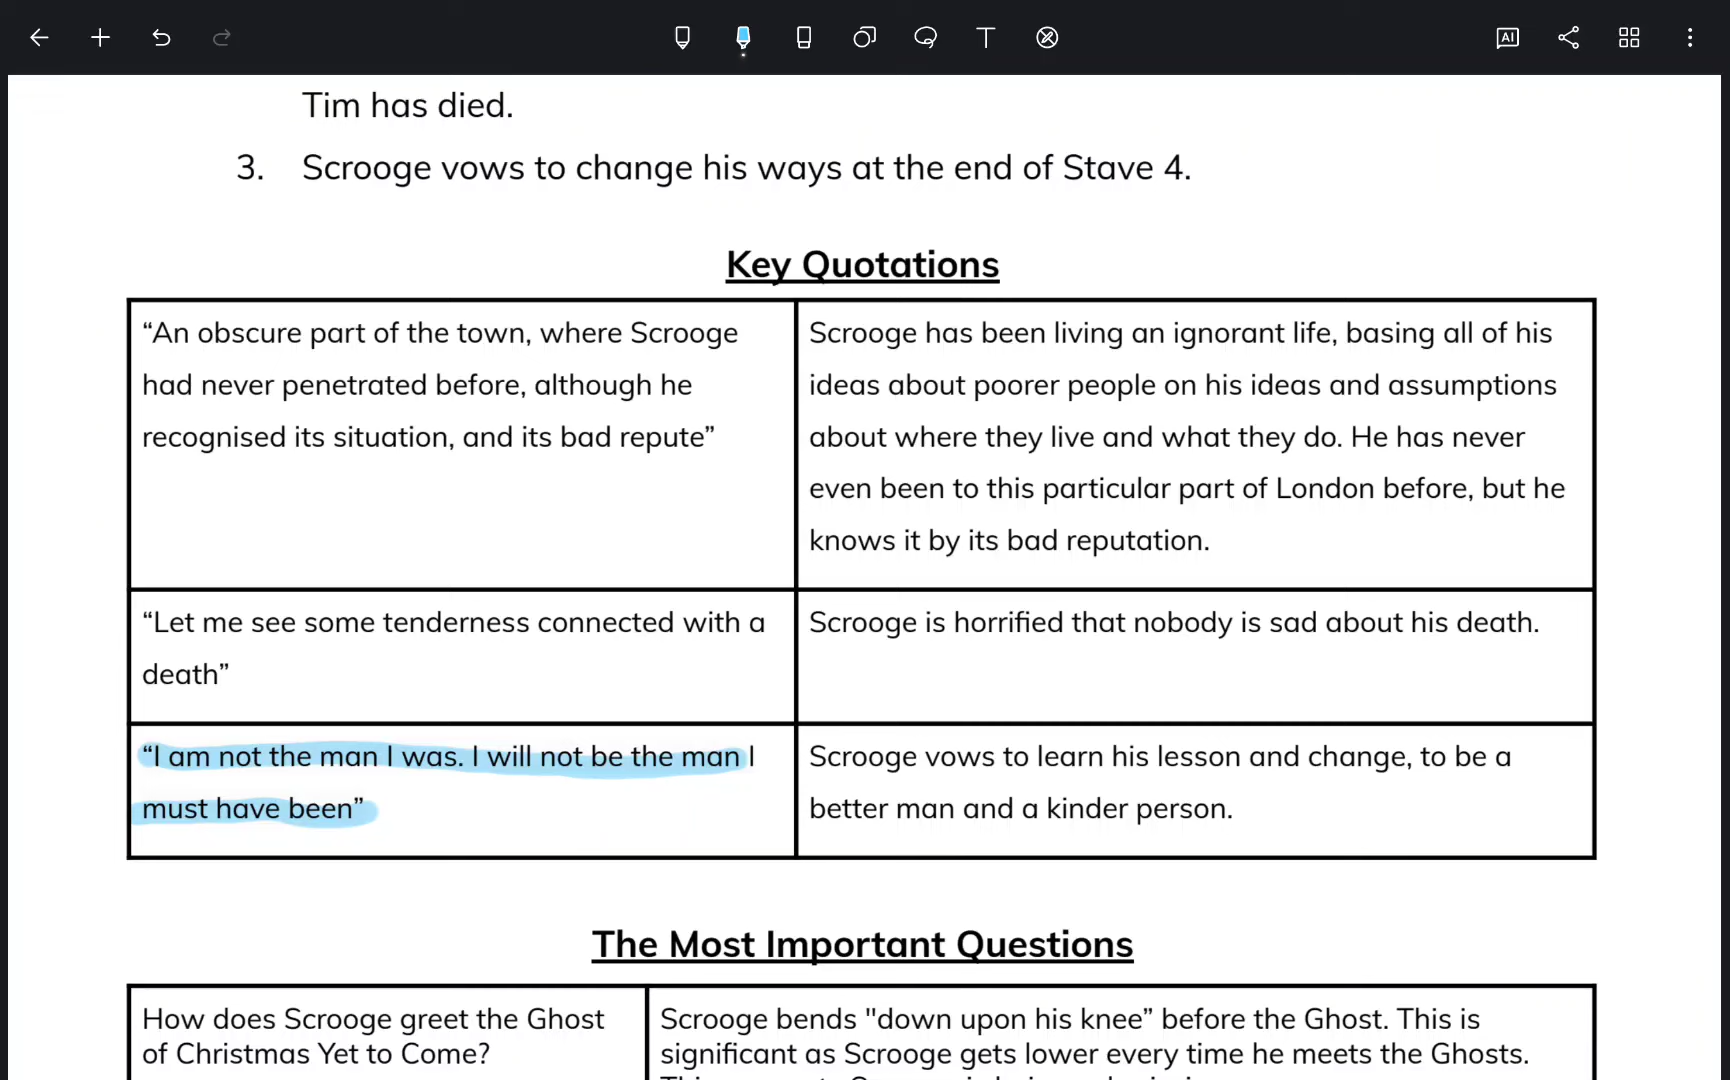 AI
Tim has died.
3. Scrooge vows to change his ways at the end of Stave 4.
Key Quotations
“An obscure part of the town, where Scrooge
had never penetrated before, although he
recognised its situation, and its bad repute”
Scrooge has been living an ignorant life, basing all of his
ideas about poorer people on his ideas and assumptions
about where they live and what they do. He has never
even been to this particular part of London before, but he
knows it by its bad reputation.
“Let me see some tenderness connected with a
death”
Scrooge is horrified that nobody is sad about his death.
“I am not the man I was. I will not be the man I
must have been”
Scrooge vows to learn his lesson and change, to be a
better man and a kinder person.
The Most Important Questions
How does Scrooge greet the Ghost
of Christmas Yet to Come?
Scrooge bends "down upon his knee” before the Ghost. This is
significant as Scrooge gets lower every time he meets the Ghosts.